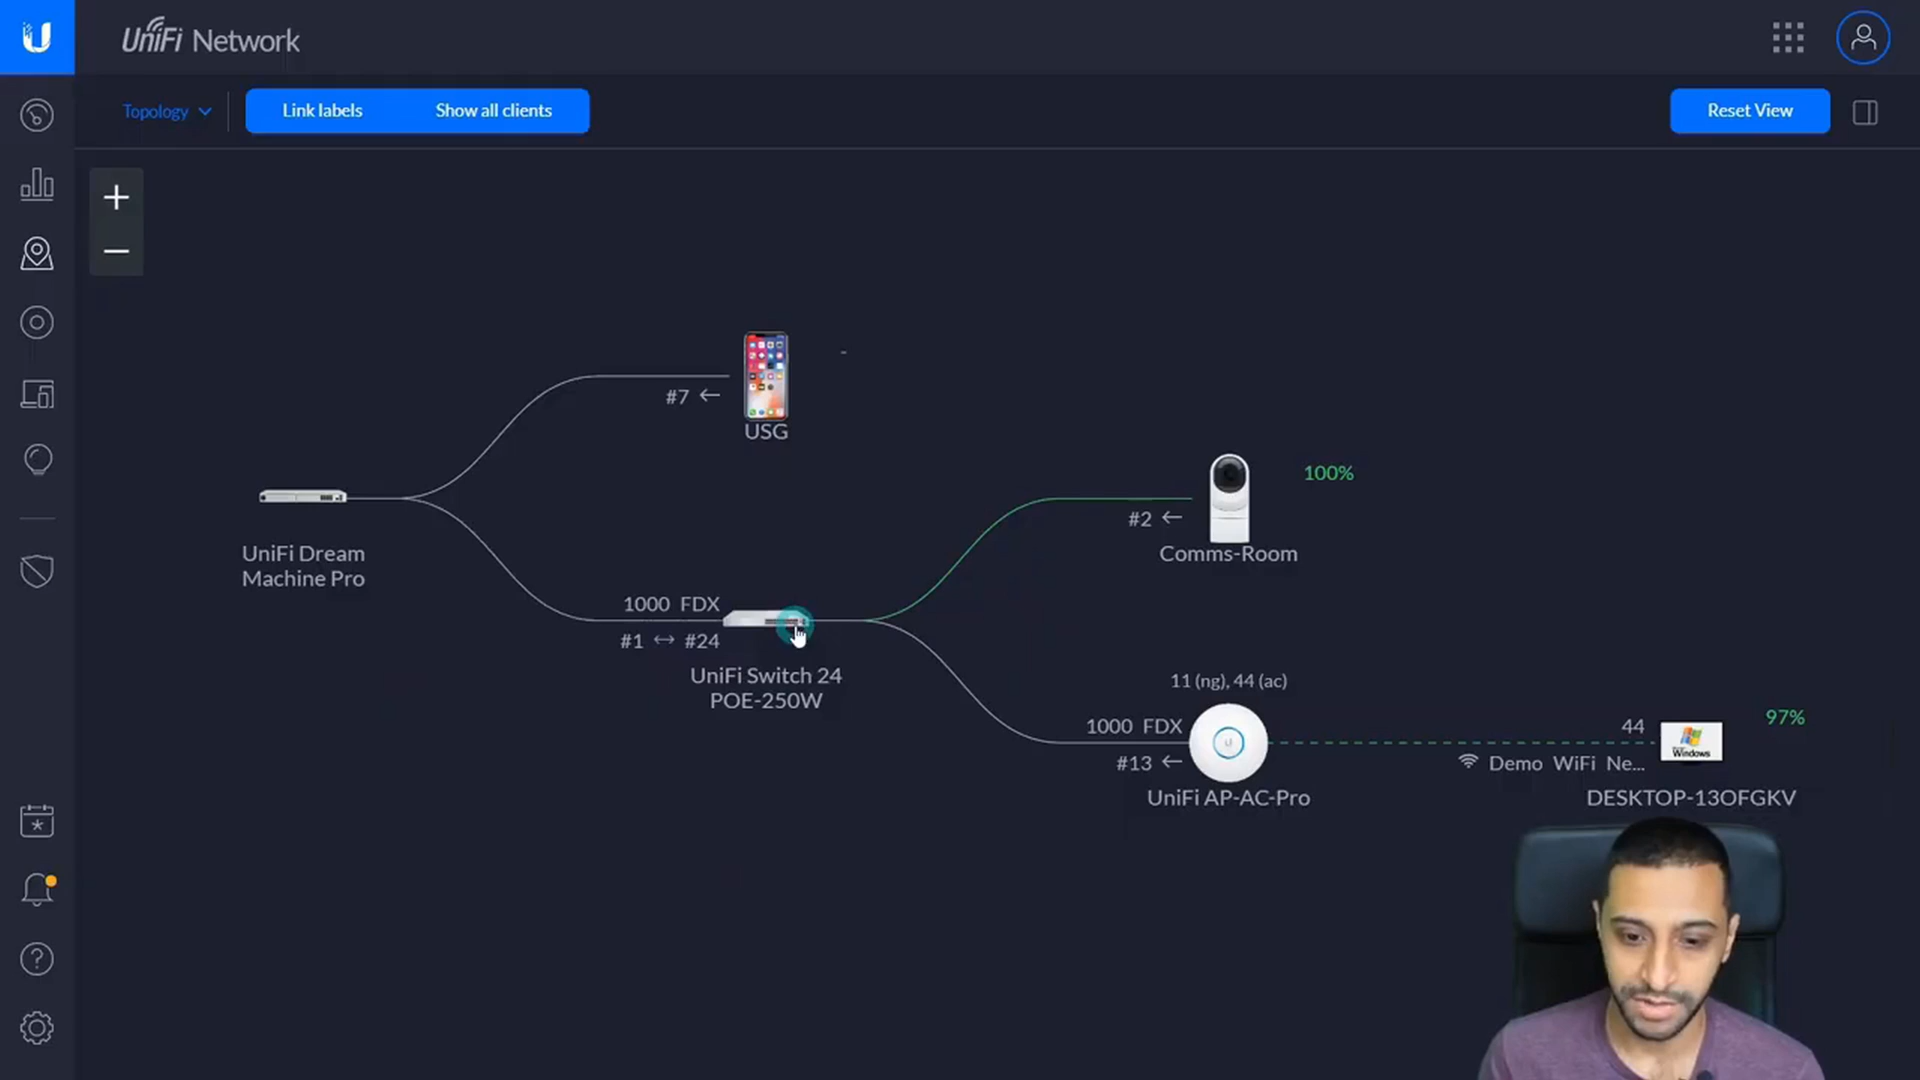 UniFi Network
Topology
Link labels
Show all clients
Reset View
+
−
#7 ←
-
USG
UniFi Dream
Machine Pro
100%
#2 ←
Comms-Room
1000 FDX
#1 ↔ #24
UniFi Switch 24
POE-250W
11 (ng), 44 (ac)
1000 FDX
#13 ←
UniFi AP-AC-Pro
44
Demo WiFi Ne...
Windows
97%
DESKTOP-13OFGKV